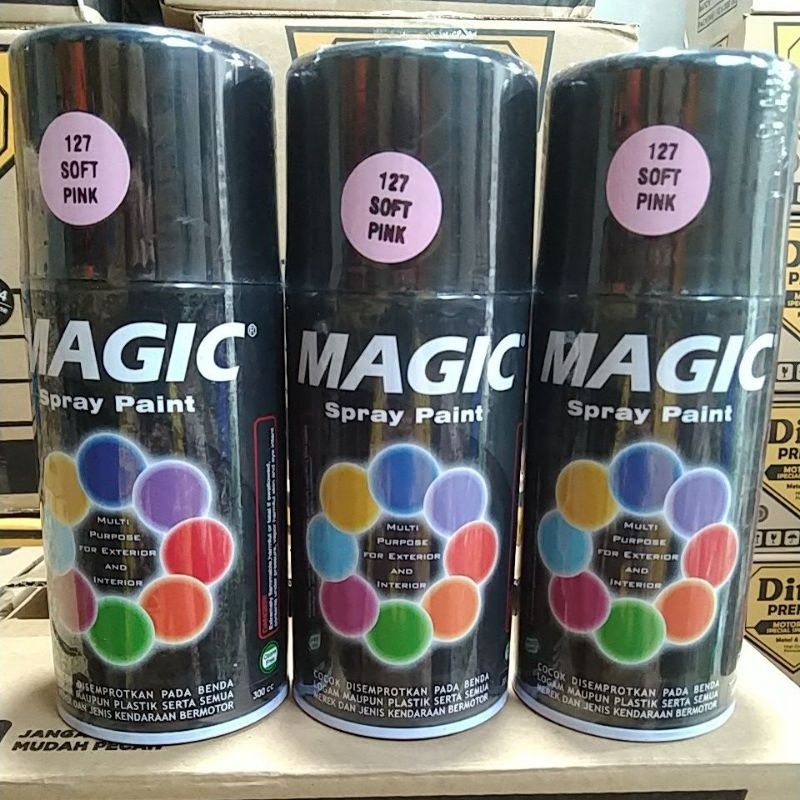 127
SOFT
PINK
127
SOFT
PINK
127
SOFT
PINK
MAGIC®
Spray Paint
MULTI
PURPOSE
FOR EXTERIOR
AND
INTERIOR
DANGER
300 cc
DISEMPROTKAN PADA BENDA
LOGAM MAUPUN PLASTIK SERTA SEMUA
DAN JENIS KENDARAAN BERMOTOR
MAGIC
Spray Paint
MULTI
PURPOSE
FOR EXTERIOR
AND
INTERIOR
COCOK DISEMPROTKAN PADA BENDA
LOGAM MAUPUN PLASTIK SERTA SEMUA
MEREK DAN JENIS KENDARAAN BERMOTOR
MAGIC
Spray Paint
MULTI
PURPOSE
FOR EXTERIOR
AND
INTERIOR
COCOK DISEMPROTKAN PADA BENDA
LOGAM MAUPUN PLASTIK SERTA SEMUA
MEREK DAN JENIS KENDARAAN BERMOTOR
MUDAH PECAH